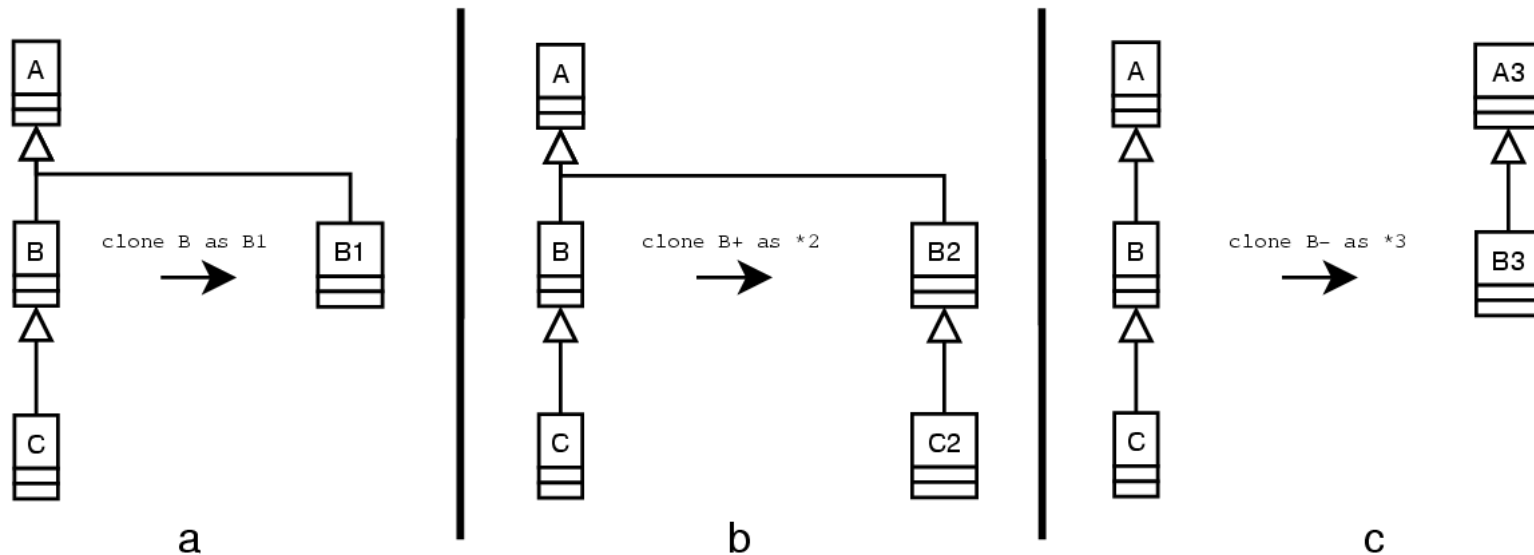 A
B
clone B as B1
B1
C
a
A
B
clone B+ as *2
B2
C
C2
b
A
A3
B
clone B- as *3
B3
C
c